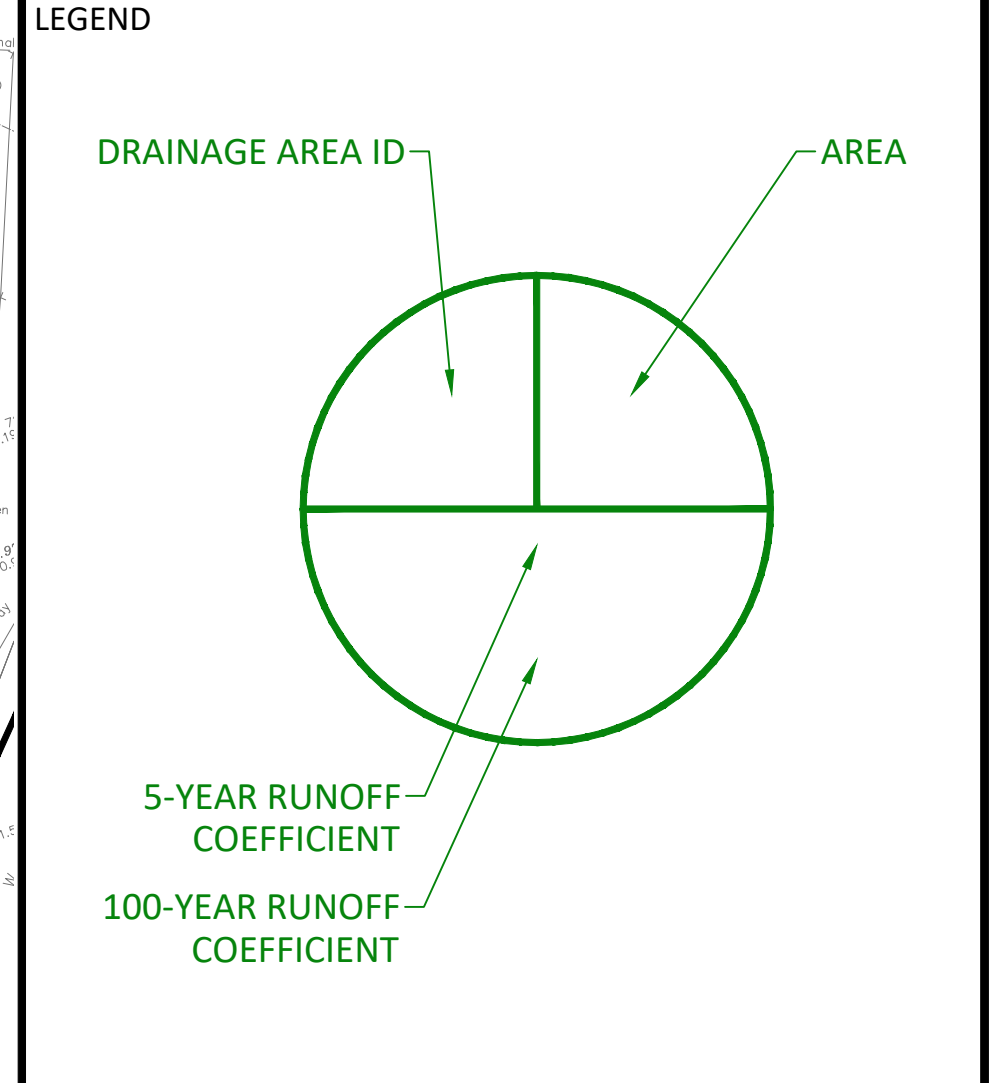 LEGEND
DRAINAGE AREA ID
AREA
5-YEAR RUNOFF
COEFFICIENT
100-YEAR RUNOFF
COEFFICIENT